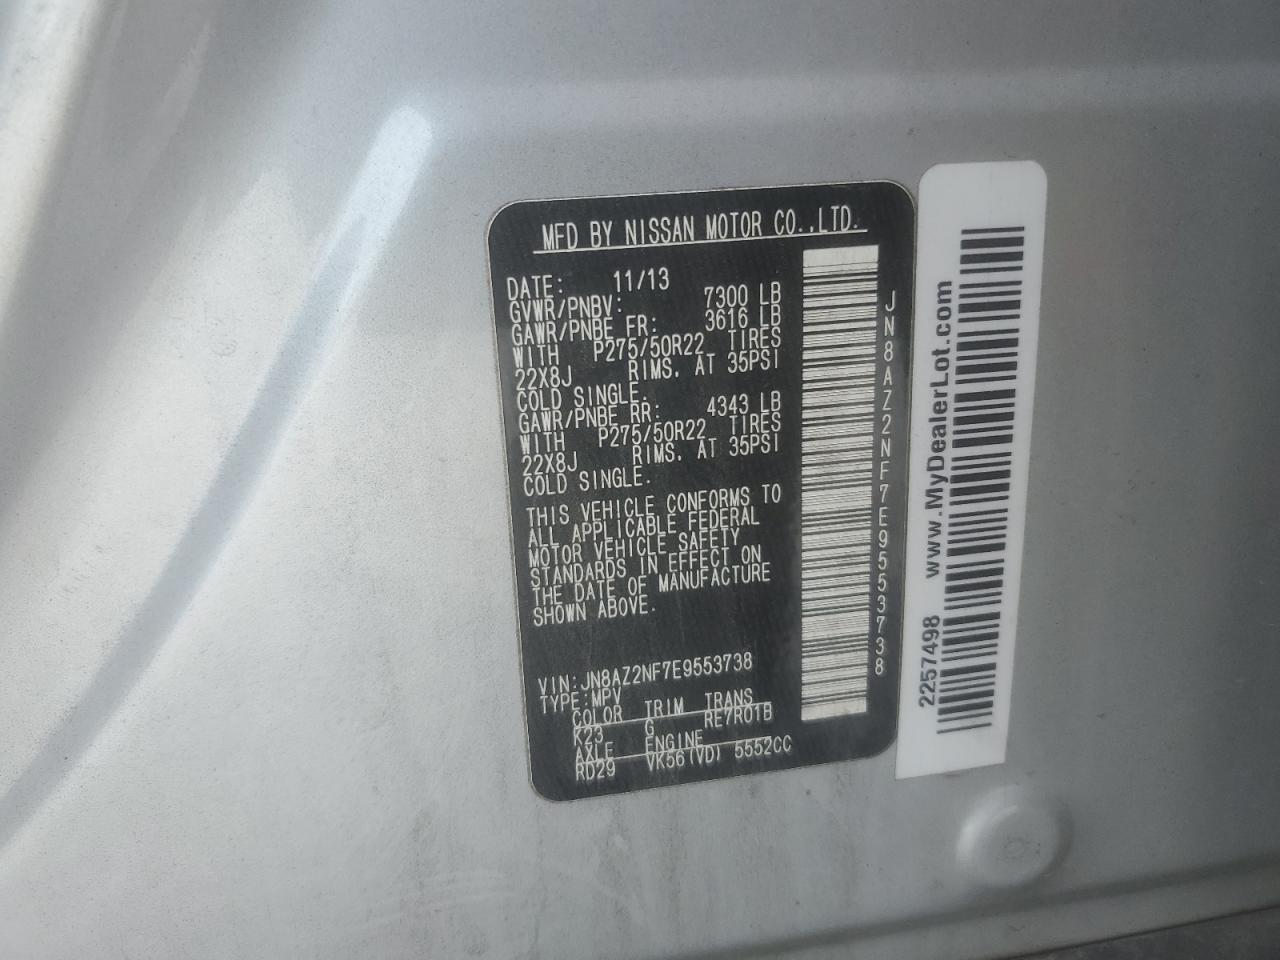 MFD BY NISSAN MOTOR CO.,LTD.
DATE: 11/13
GVWR/PNBV: 7300 LB
GAWR/PNBE FR: 3616 LB
WITH P275/50R22 TIRES
22X8J RIMS. AT 35PSI
COLD SINGLE.
GAWR/PNBE RR: 4343 LB
WITH P275/50R22 TIRES
22X8J RIMS. AT 35PSI
COLD SINGLE.
THIS VEHICLE CONFORMS TO
ALL APPLICABLE FEDERAL
MOTOR VEHICLE SAFETY
STANDARDS IN EFFECT ON
THE DATE OF MANUFACTURE
SHOWN ABOVE.
VIN:JN8AZ2NF7E9553738
TYPE:MPV
COLOR TRIM TRANS
K23 G RE7R01B
AXLE ENGINE
RD29 VK56(VD) 5552CC
JN8AZ2NF7E9553738
2257498 www.MyDealerLot.com